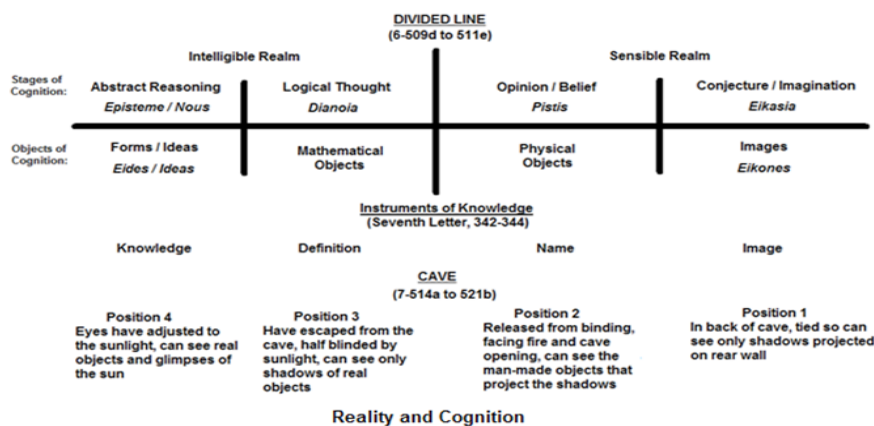 DIVIDED LINE
(6-509d to 511e)
Intelligible Realm
Sensible Realm
Stages of
Cognition:
Abstract Reasoning
Episteme / Nous
Logical Thought
Dianoia
Opinion / Belief
Pistis
Conjecture / Imagination
Eikasia
Objects of
Cognition:
Forms / Ideas
Eides / Ideas
Mathematical
Objects
Physical
Objects
Images
Eikones
Instruments of Knowledge
(Seventh Letter, 342-344)
Knowledge
Definition
Name
Image
CAVE
(7-514a to 521b)
Position 4
Eyes have adjusted to
the sunlight, can see real
objects and glimpses of
the sun
Position 3
Have escaped from the
cave, half blinded by
sunlight, can see only
shadows of real
objects
Position 2
Released from binding,
facing fire and cave
opening, can see the
man-made objects that
project the shadows
Position 1
In back of cave, tied so can
see only shadows projected
on rear wall
Reality and Cognition